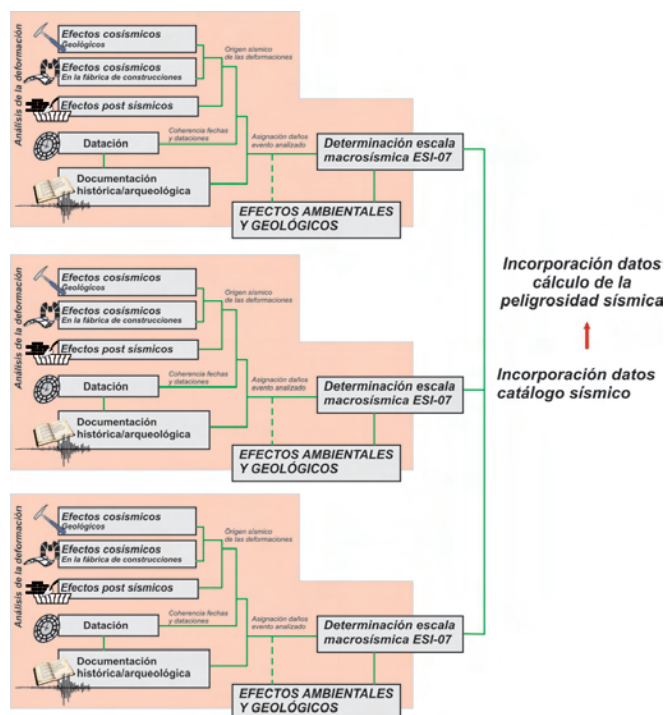 Análisis de la deformación
Efectos cosísmicos
Geológicos
Efectos cosísmicos
En la fábrica de construcciones
Efectos post sísmicos
Datación
Documentación
histórica/arqueológica
Origen sísmico
de las deformaciones
Coherencia fechas
y dataciones
Asignación daños
evento analizado
Determinación escala
macrosísmica ESI-07
EFECTOS AMBIENTALES
Y GEOLÓGICOS
Análisis de la deformación
Efectos cosísmicos
Geológicos
Efectos cosísmicos
En la fábrica de construcciones
Efectos post sísmicos
Datación
Documentación
histórica/arqueológica
Origen sísmico
de las deformaciones
Coherencia fechas
y dataciones
Asignación daños
evento analizado
Determinación escala
macrosísmica ESI-07
EFECTOS AMBIENTALES
Y GEOLÓGICOS
Análisis de la deformación
Efectos cosísmicos
Geológicos
Efectos cosísmicos
En la fábrica de construcciones
Efectos post sísmicos
Datación
Documentación
histórica/arqueológica
Origen sísmico
de las deformaciones
Coherencia fechas
y dataciones
Asignación daños
evento analizado
Determinación escala
macrosísmica ESI-07
EFECTOS AMBIENTALES
Y GEOLÓGICOS
Incorporación datos
cálculo de la
peligrosidad sísmica
Incorporación datos
catálogo sísmico